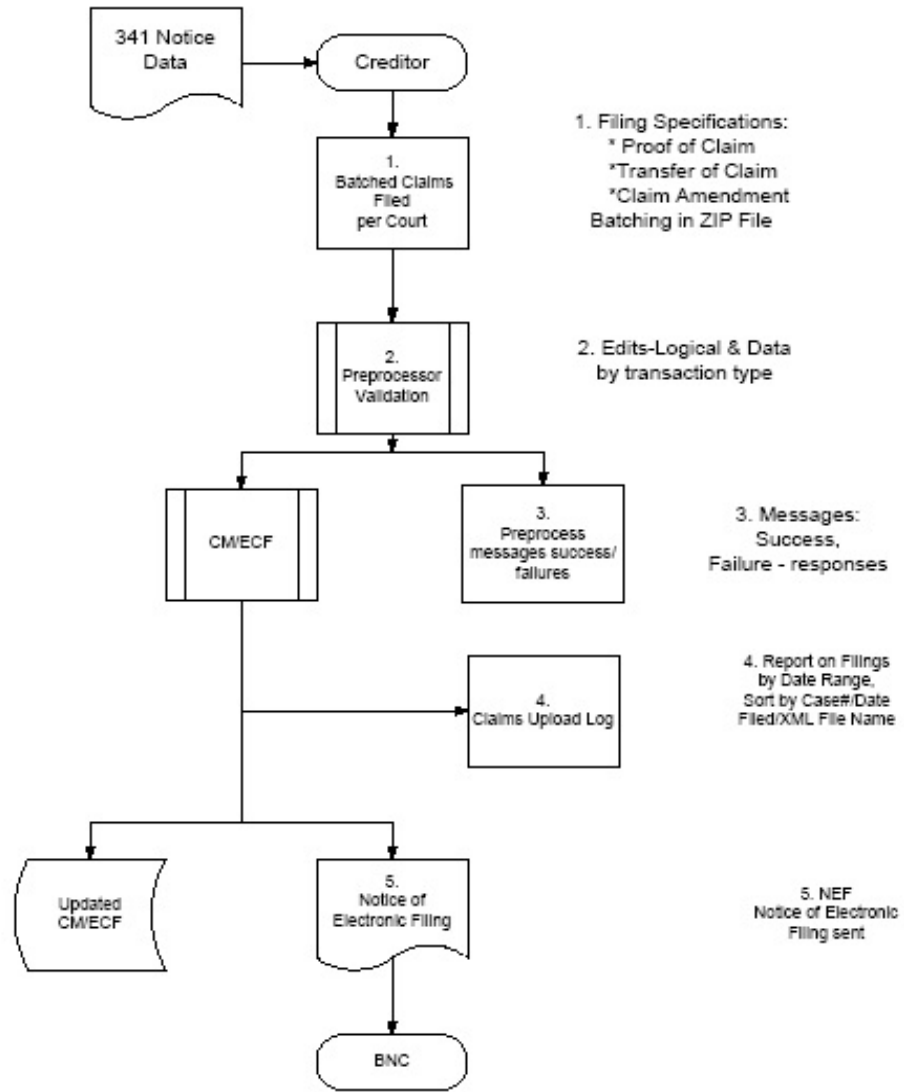 341 Notice
Data
Creditor
1.
Batched Claims
Filed
per Court
1. Filing Specifications:
* Proof of Claim
*Transfer of Claim
*Claim Amendment
Batching in ZIP File
2.
Preprocessor
Validation
2. Edits-Logical & Data
by transaction type
CM/ECF
3.
Preprocess
messages success/
failures
3. Messages:
Success,
Failure - responses
4.
Claims Upload Log
4. Report on Filings
by Date Range,
Sort by Case#/Date
Filed/XML File Name
Updated
CM/ECF
5.
Notice of
Electronic Filing
5. NEF
Notice of Electronic
Filing sent
BNC